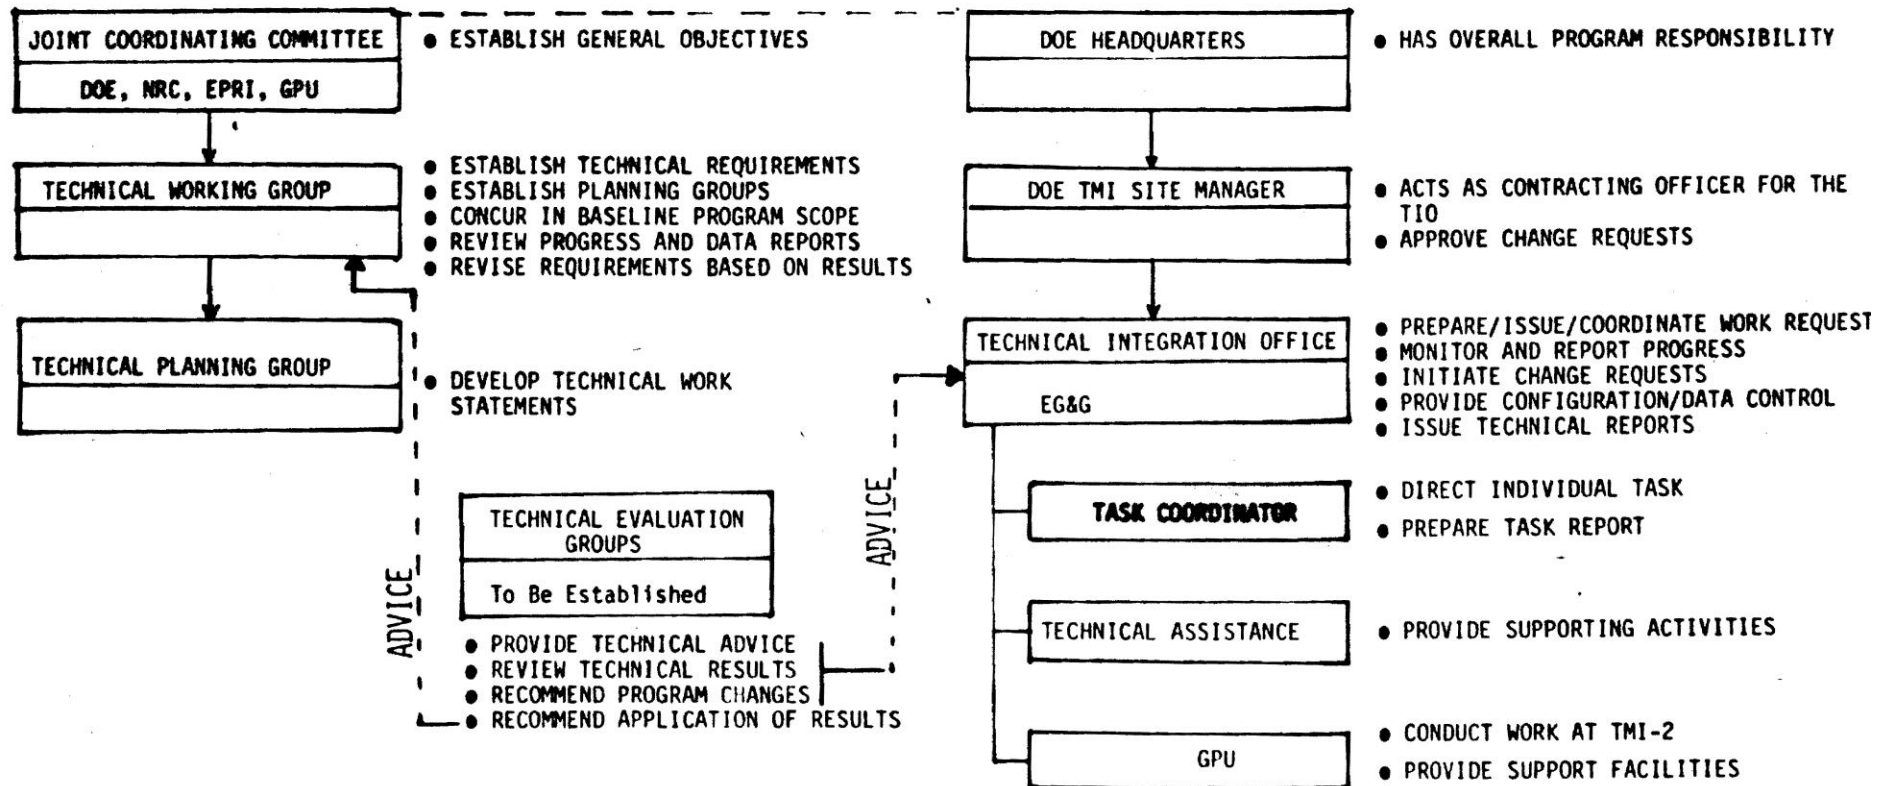 JOINT COORDINATING COMMITTEE
DOE, NRC, EPRI, GPU
● ESTABLISH GENERAL OBJECTIVES
TECHNICAL WORKING GROUP
● ESTABLISH TECHNICAL REQUIREMENTS
● ESTABLISH PLANNING GROUPS
● CONCUR IN BASELINE PROGRAM SCOPE
● REVIEW PROGRESS AND DATA REPORTS
● REVISE REQUIREMENTS BASED ON RESULTS
TECHNICAL PLANNING GROUP
● DEVELOP TECHNICAL WORK
STATEMENTS
ADVICE
TECHNICAL EVALUATION
GROUPS
To Be Established
● PROVIDE TECHNICAL ADVICE
● REVIEW TECHNICAL RESULTS
● RECOMMEND PROGRAM CHANGES
● RECOMMEND APPLICATION OF RESULTS
ADVICE
DOE HEADQUARTERS
● HAS OVERALL PROGRAM RESPONSIBILITY
DOE TMI SITE MANAGER
● ACTS AS CONTRACTING OFFICER FOR THE
TIO
● APPROVE CHANGE REQUESTS
TECHNICAL INTEGRATION OFFICE
EG&G
● PREPARE/ISSUE/COORDINATE WORK REQUEST
● MONITOR AND REPORT PROGRESS
● INITIATE CHANGE REQUESTS
● PROVIDE CONFIGURATION/DATA CONTROL
● ISSUE TECHNICAL REPORTS
TASK COORDINATOR
● DIRECT INDIVIDUAL TASK
● PREPARE TASK REPORT
TECHNICAL ASSISTANCE
● PROVIDE SUPPORTING ACTIVITIES
GPU
● CONDUCT WORK AT TMI-2
● PROVIDE SUPPORT FACILITIES